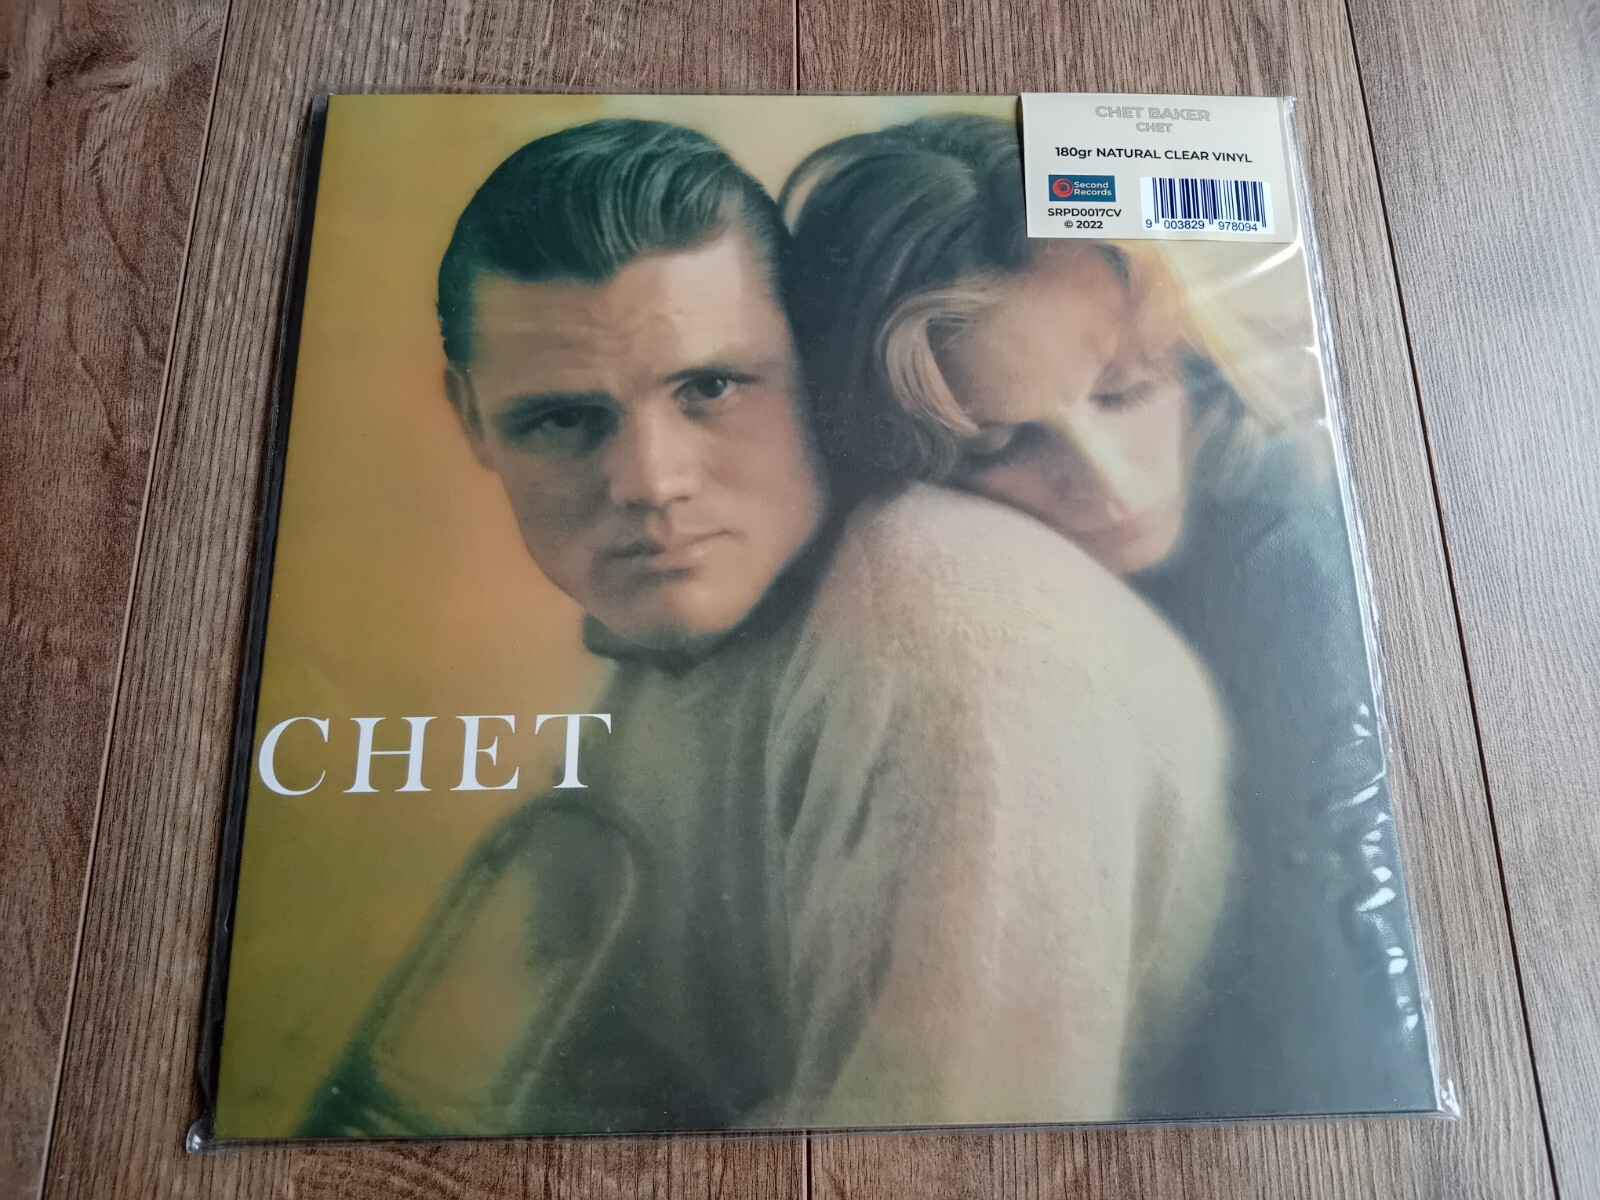 CHET BAKER
CHET
180gr NATURAL CLEAR VINYL
Second
Records
SRPD0017CV
© 2022
9 003829 978094
CHET